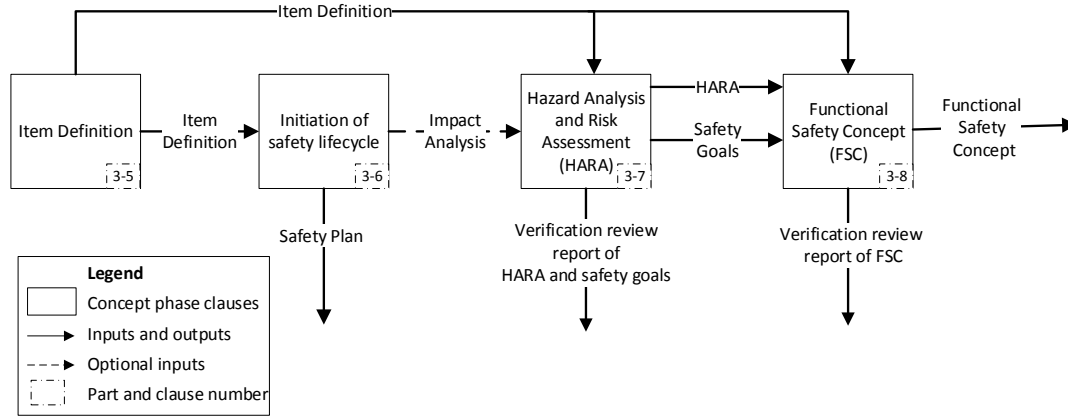 Item Definition
Item Definition
3-5
Item
Definition
Initiation of
safety lifecycle
3-6
Impact
Analysis
Hazard Analysis
and Risk
Assessment
(HARA)
3-7
HARA
Safety
Goals
Functional
Safety Concept
(FSC)
3-8
Functional
Safety
Concept
Safety Plan
Verification review
report of
HARA and safety goals
Verification review
report of FSC
Legend
Concept phase clauses
Inputs and outputs
Optional inputs
Part and clause number